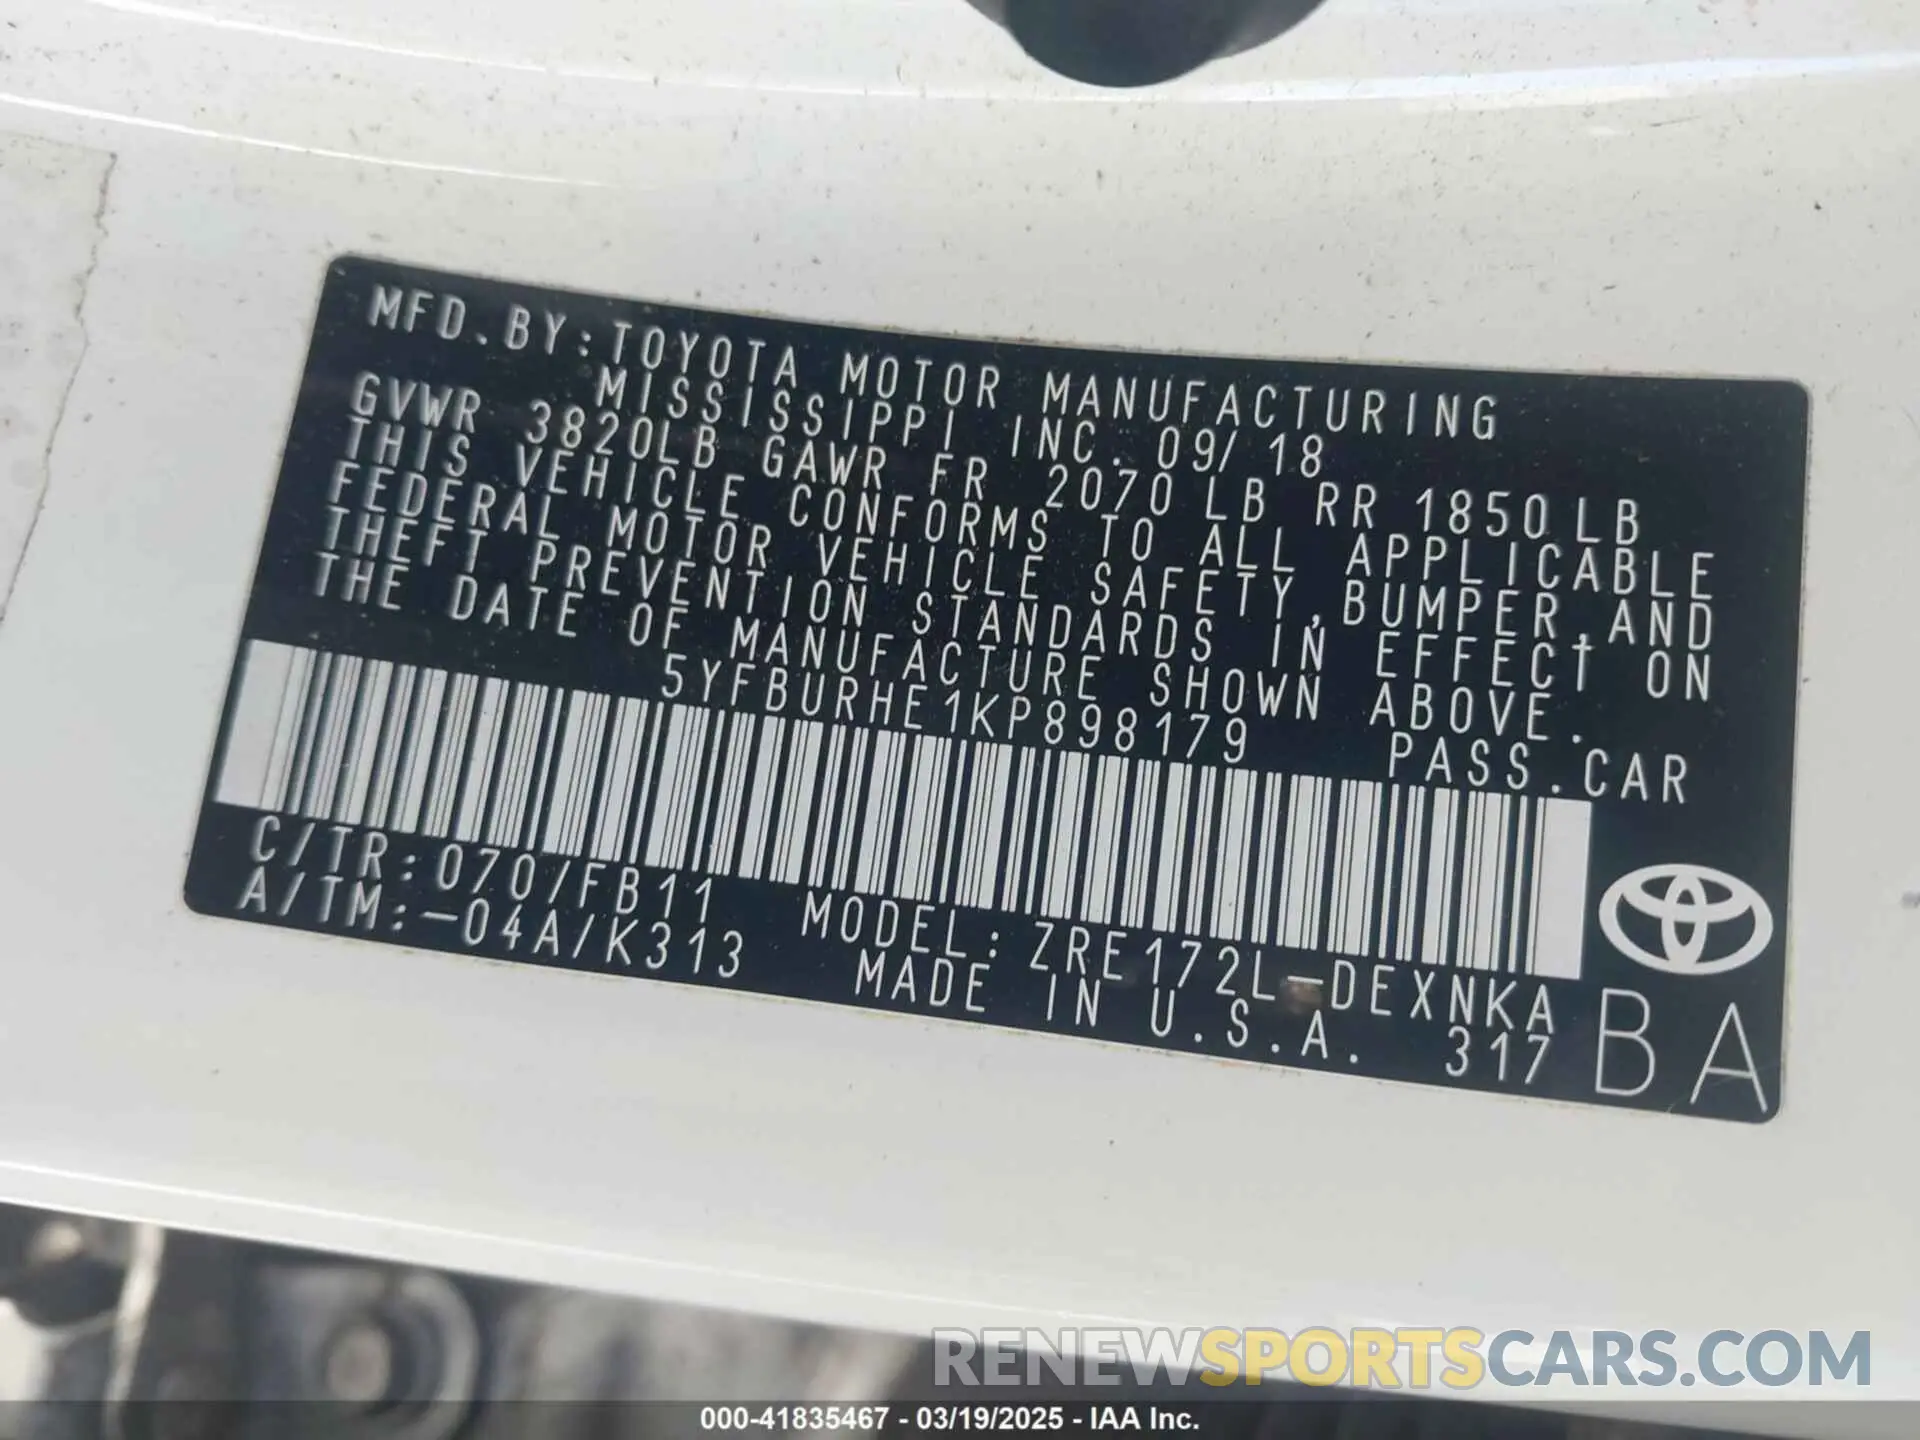 MFD.BY:TOYOTA MOTOR MANUFACTURING
MISSISSIPPI INC. 09/18
GVWR 3820LB GAWR FR 2070LB RR 1850LB
THIS VEHICLE CONFORMS TO ALL APPLICABLE
FEDERAL MOTOR VEHICLE SAFETY,BUMPER,AND
THEFT PREVENTION STANDARDS IN EFFECT ON
THE DATE OF MANUFACTURE SHOWN ABOVE.
5YFBURHE1KP898179 PASS.CAR
C/TR:070/FB11 MODEL:ZRE172L-DEXNKA
A/TM:-04A/K313 MADE IN U.S.A. 317
BA
RENEWSPORTSCARS.COM
000-41835467 - 03/19/2025 - IAA Inc.